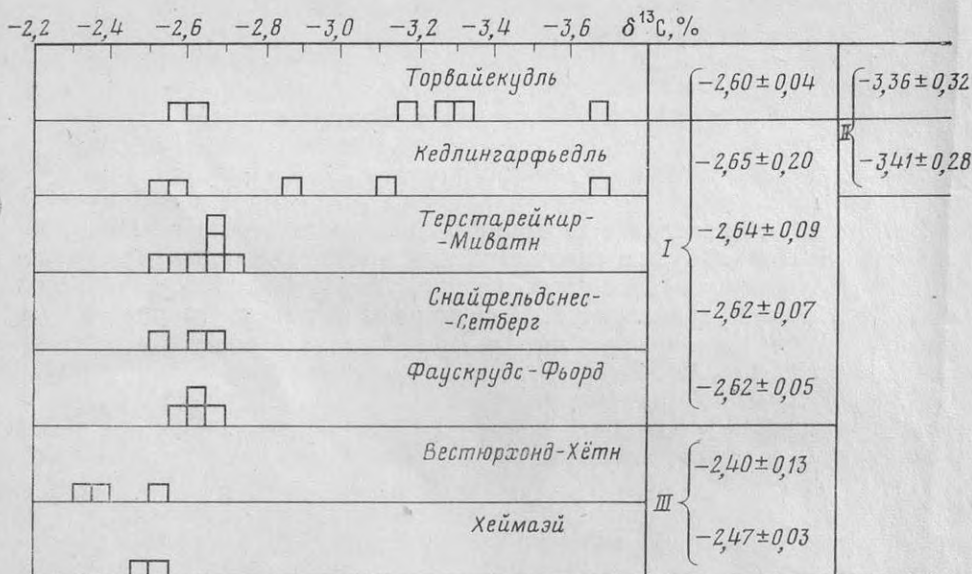 -2,2 -2,4 -2,6 -2,8 -3,0 -3,2 -3,4 -3,6 δ¹³C, %
Торвайекудль
-2,60 ± 0,04
-3,36 ± 0,32
II
Кедлингарфьедль
-2,65 ± 0,20
-3,41 ± 0,28
Терстарейкир-
-Миватн
I
-2,64 ± 0,09
Снайфельдснес-
-Сетберг
-2,62 ± 0,07
Фаускрудс-Фьорд
-2,62 ± 0,05
Вестюрхонд-Хётн
-2,40 ± 0,13
III
Хеймаэй
-2,47 ± 0,03